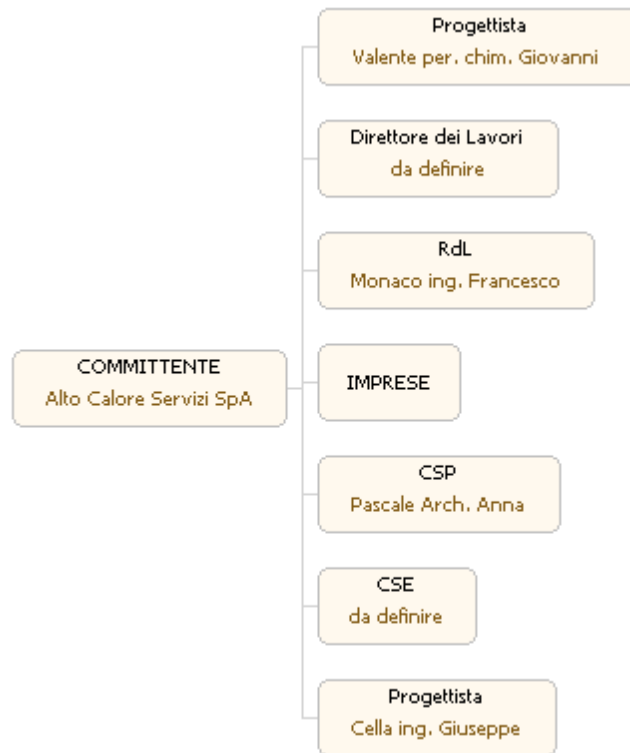 Progettista
Valente per. chim. Giovanni
Direttore dei Lavori
da definire
RdL
Monaco ing. Francesco
COMMITTENTE
Alto Calore Servizi SpA
IMPRESE
CSP
Pascale Arch. Anna
CSE
da definire
Progettista
Cella ing. Giuseppe